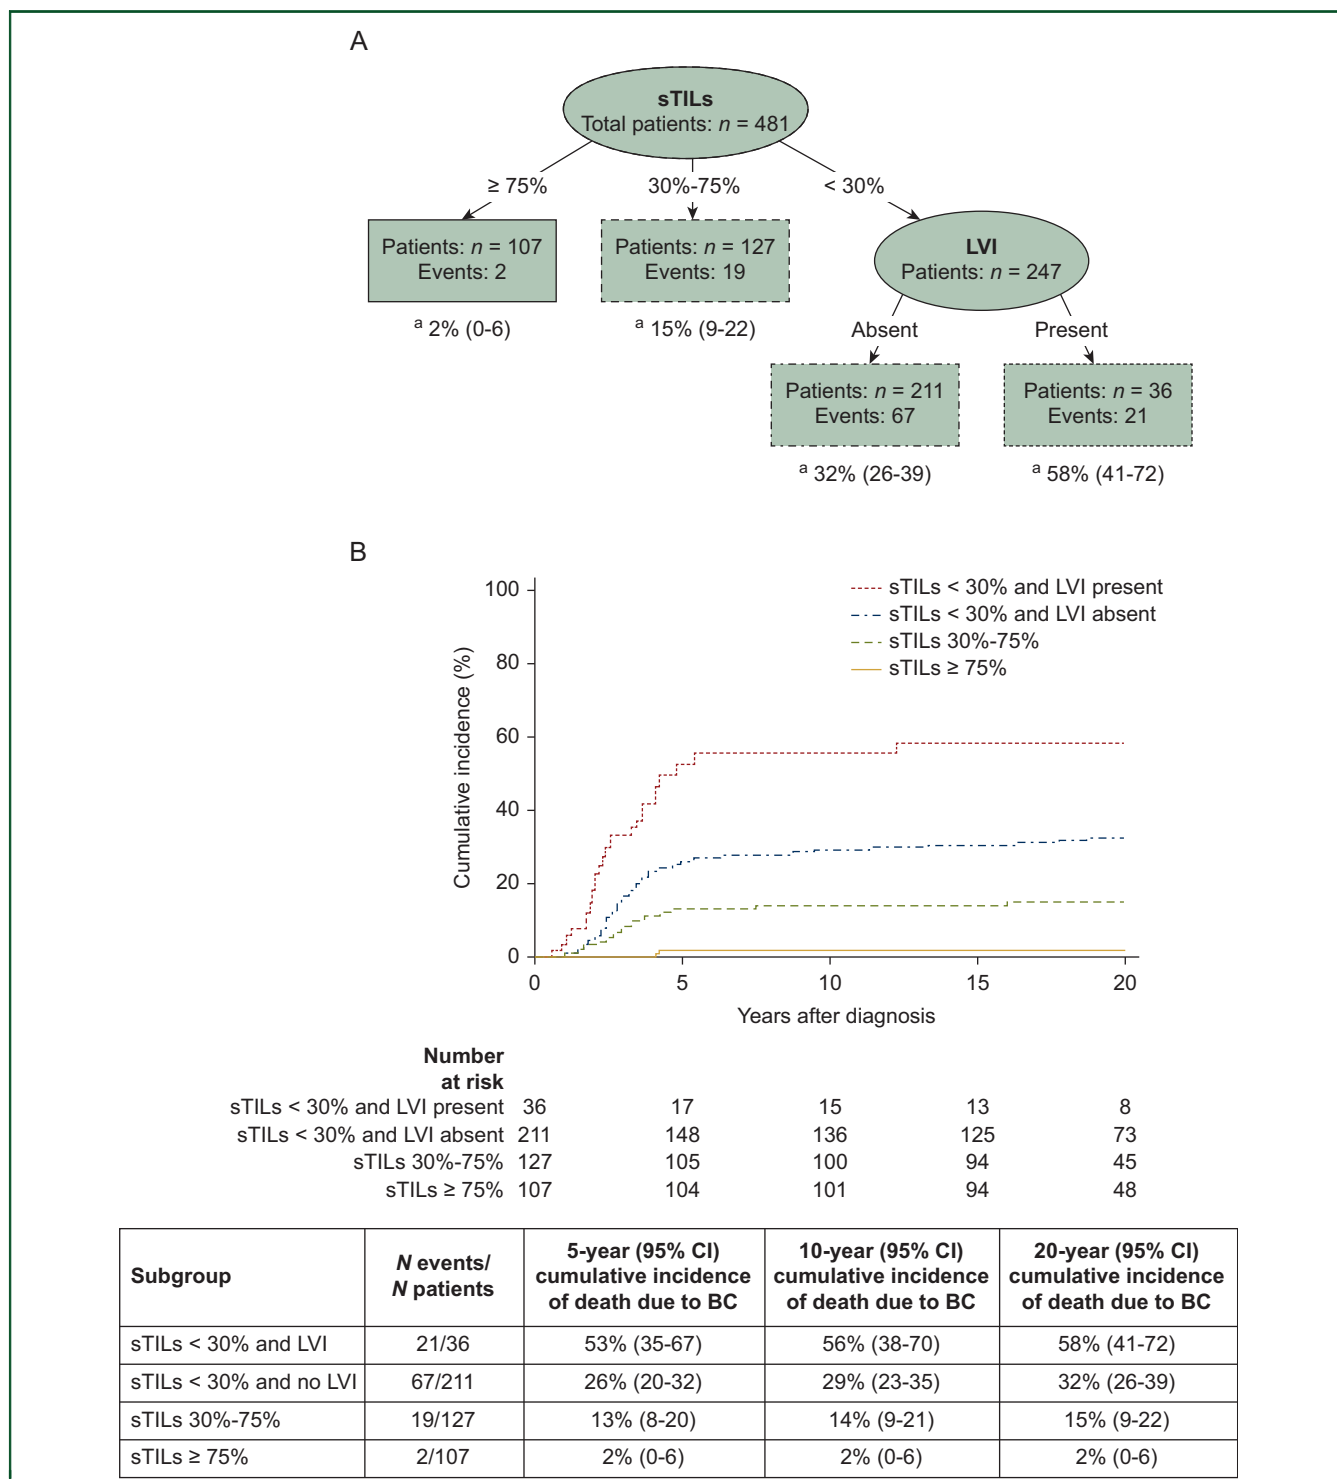 A
sTILs
Total patients: n = 481
≥ 75%
30%-75%
< 30%
Patients: n = 107
Events: 2
Patients: n = 127
Events: 19
LVI
Patients: n = 247
a 2% (0-6)
a 15% (9-22)
Absent
Present
Patients: n = 211
Events: 67
Patients: n = 36
Events: 21
a 32% (26-39)
a 58% (41-72)
B
Cumulative incidence (%)
100
80
60
40
20
0
sTILs < 30% and LVI present
sTILs < 30% and LVI absent
sTILs 30%-75%
sTILs ≥ 75%
0 5 10 15 20
Years after diagnosis
Number
at risk
sTILs < 30% and LVI present 36 17 15 13 8
sTILs < 30% and LVI absent 211 148 136 125 73
sTILs 30%-75% 127 105 100 94 45
sTILs ≥ 75% 107 104 101 94 48
Subgroup
N events/
N patients
5-year (95% CI)
cumulative incidence
of death due to BC
10-year (95% CI)
cumulative incidence
of death due to BC
20-year (95% CI)
cumulative incidence
of death due to BC
sTILs < 30% and LVI 21/36 53% (35-67) 56% (38-70) 58% (41-72)
sTILs < 30% and no LVI 67/211 26% (20-32) 29% (23-35) 32% (26-39)
sTILs 30%-75% 19/127 13% (8-20) 14% (9-21) 15% (9-22)
sTILs ≥ 75% 2/107 2% (0-6) 2% (0-6) 2% (0-6)